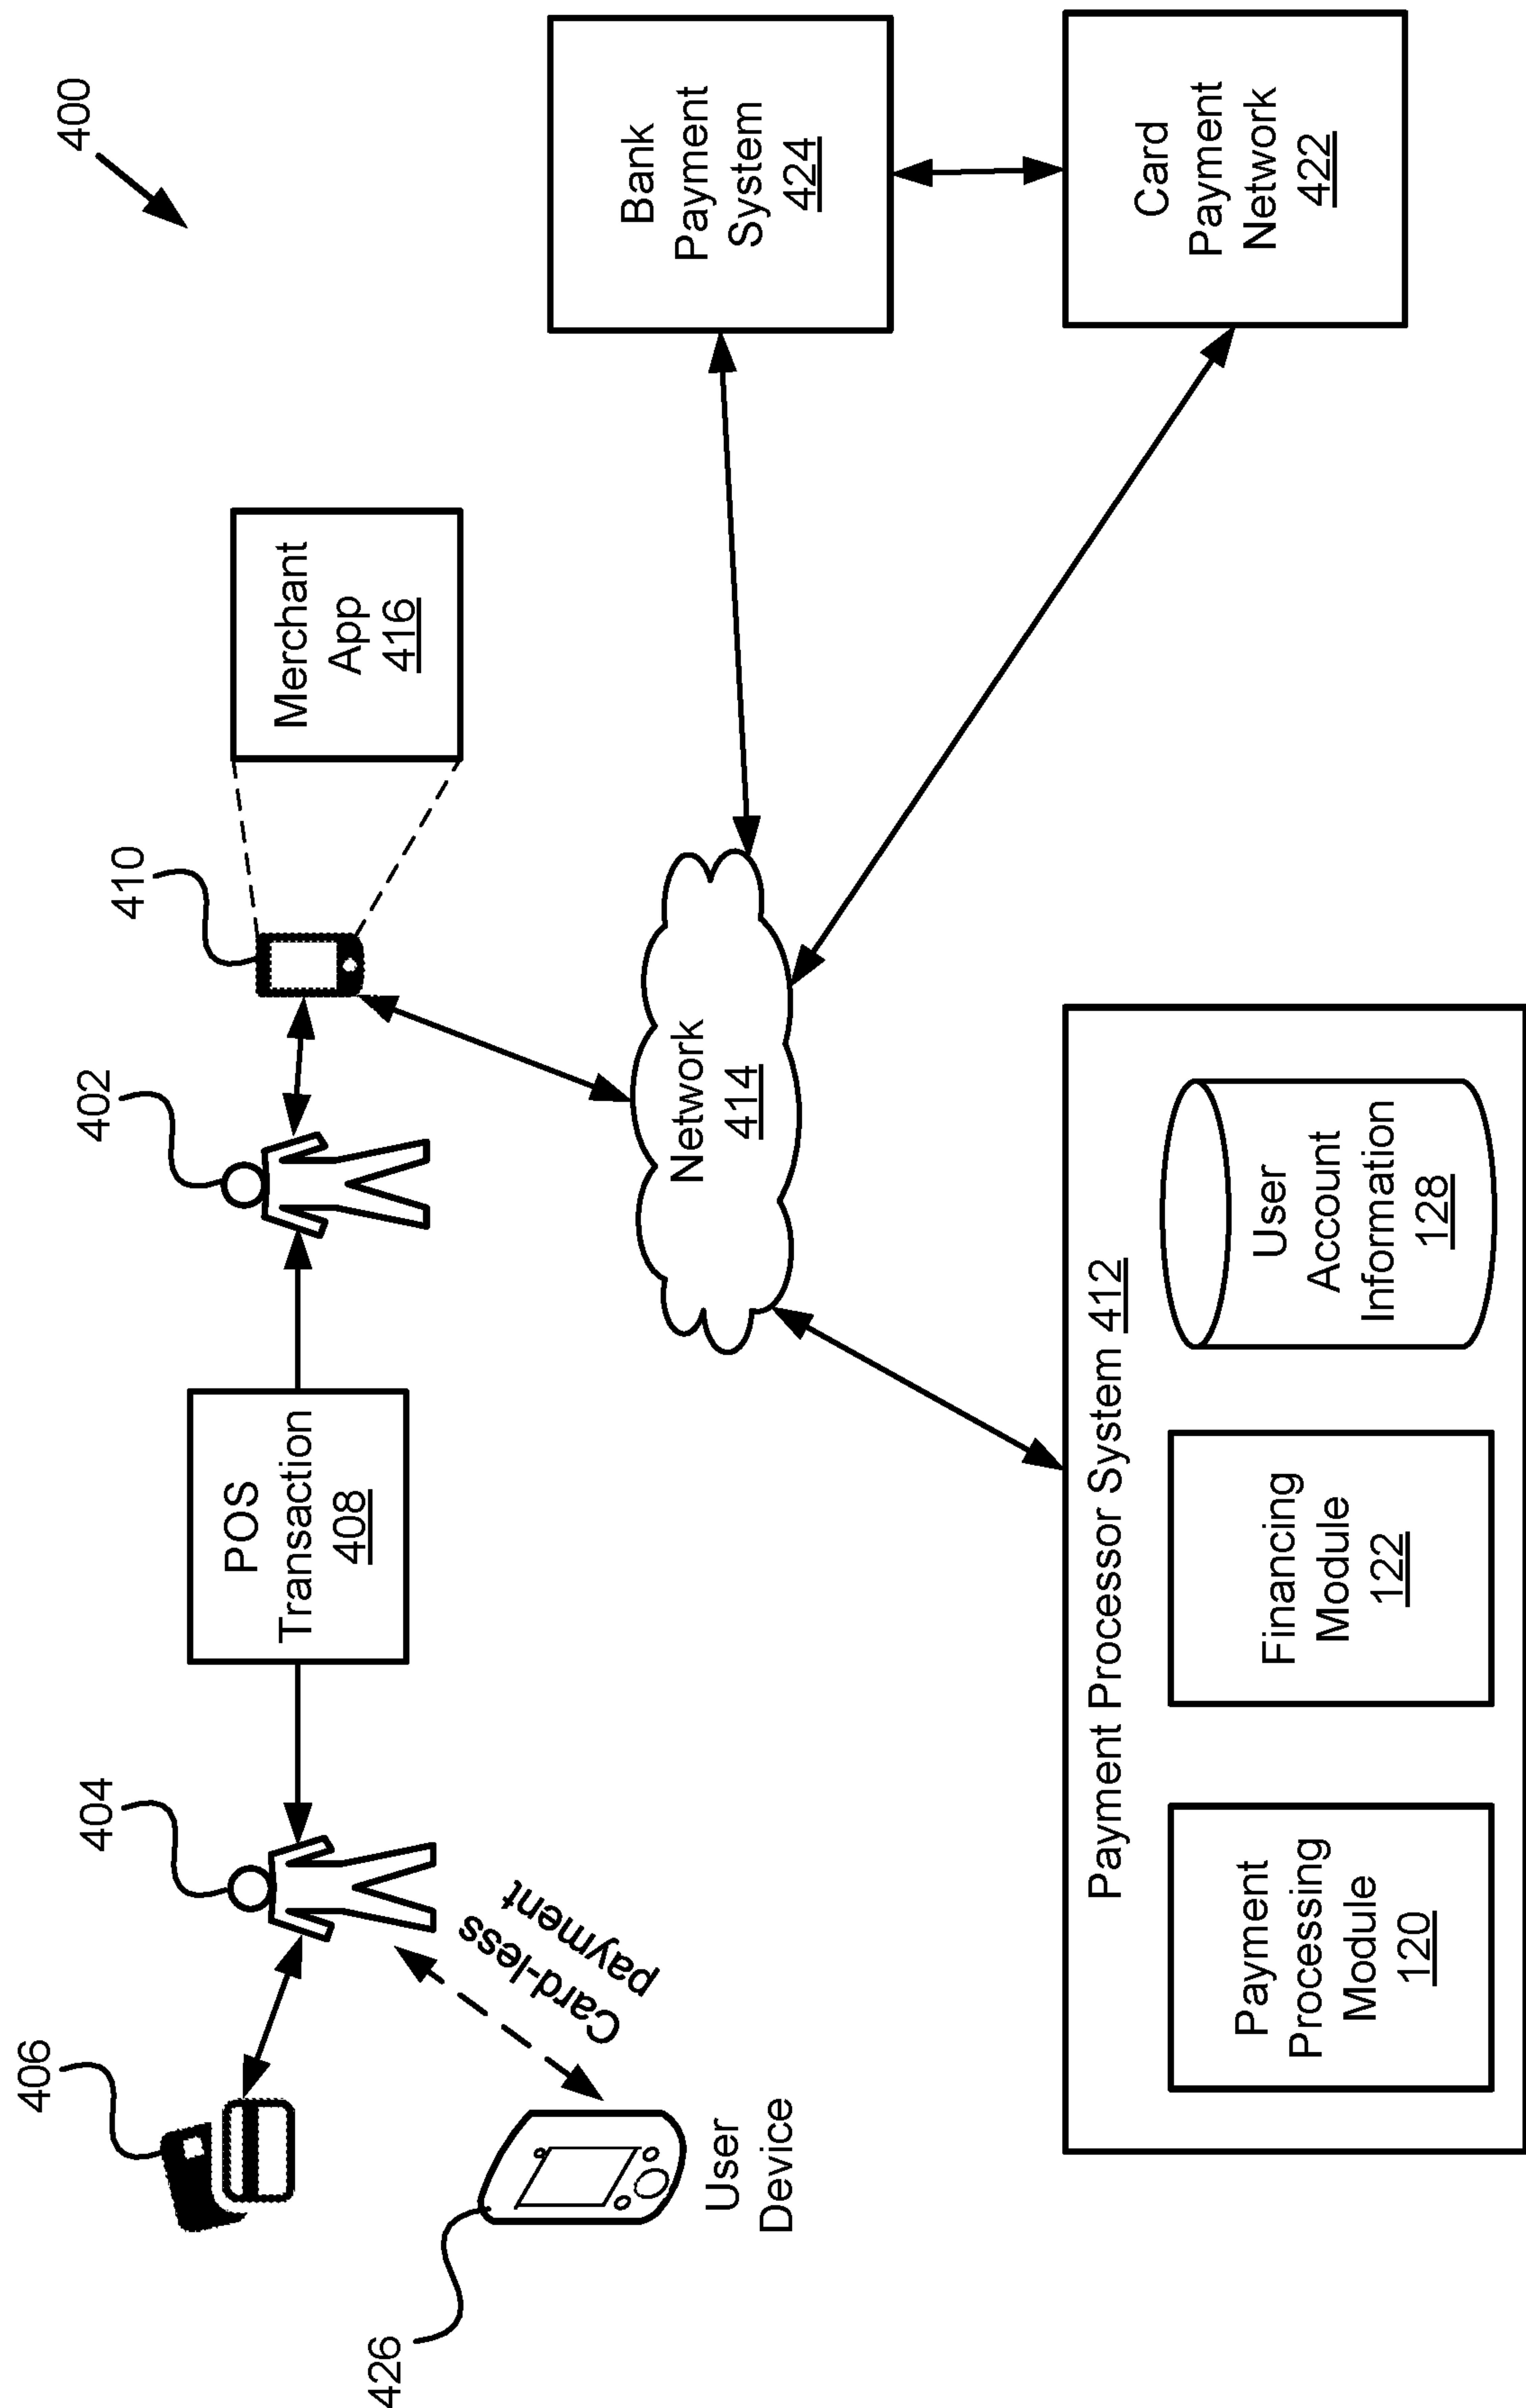 400
406
404
402
410
POS
Transaction
408
Merchant
App
416
426
User
Device
Card-less
payment
Network
414
Bank
Payment
System
424
Card
Payment
Network
422
Payment Processor System 412
Payment
Processing
Module
120
Financing
Module
122
User
Account
Information
128